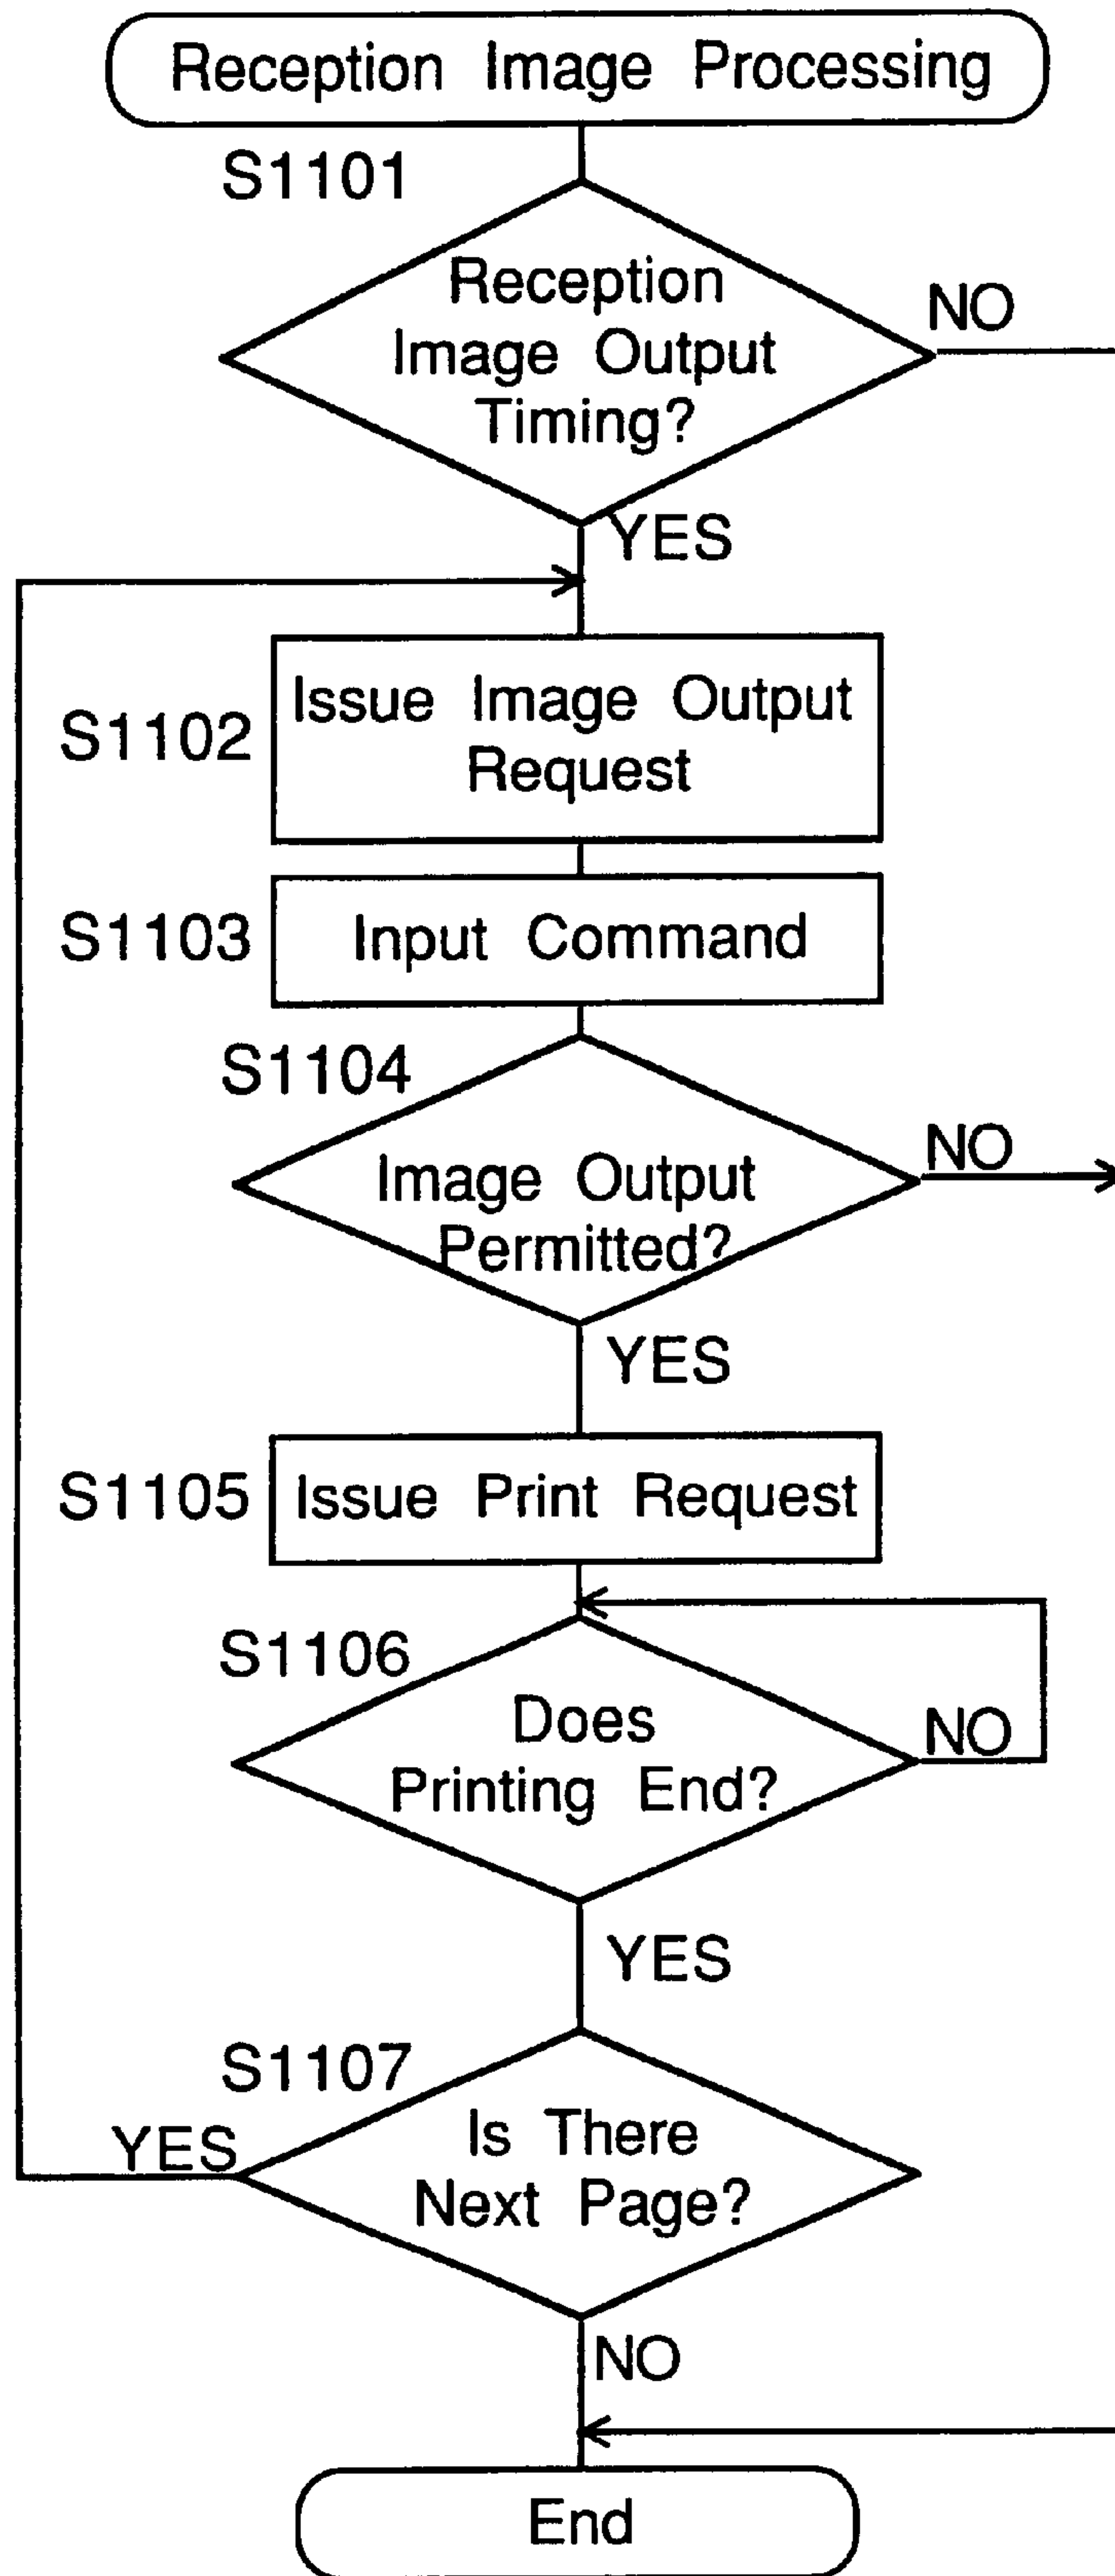 Reception Image Processing
S1101
Reception
Image Output
Timing?
NO
YES
Issue Image Output
Request
S1102
S1103
Input Command
S1104
Image Output
Permitted?
NO
YES
S1105
Issue Print Request
S1106
Does
Printing End?
NO
YES
S1107
Is There
Next Page?
YES
NO
End